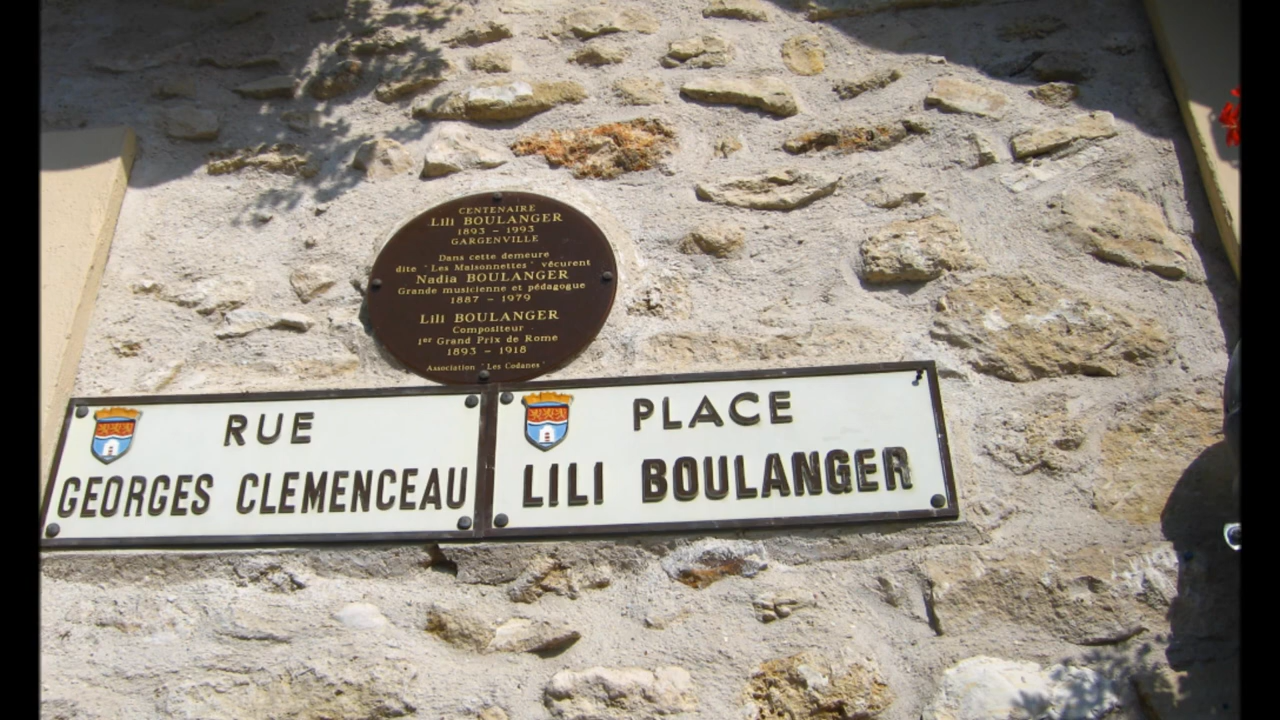 CENTENAIRE
Lili BOULANGER
1893 - 1993
GARGENVILLE
Dans cette demeure
dite "Les Maisonnettes" vécurent
Nadia BOULANGER
Grande musicienne et pédagogue
1887 - 1979
Lili BOULANGER
Compositeur
1er Grand Prix de Rome
1893 - 1918
Association "Les Codanes"
RUE
GEORGES CLEMENCEAU
PLACE
LILI BOULANGER